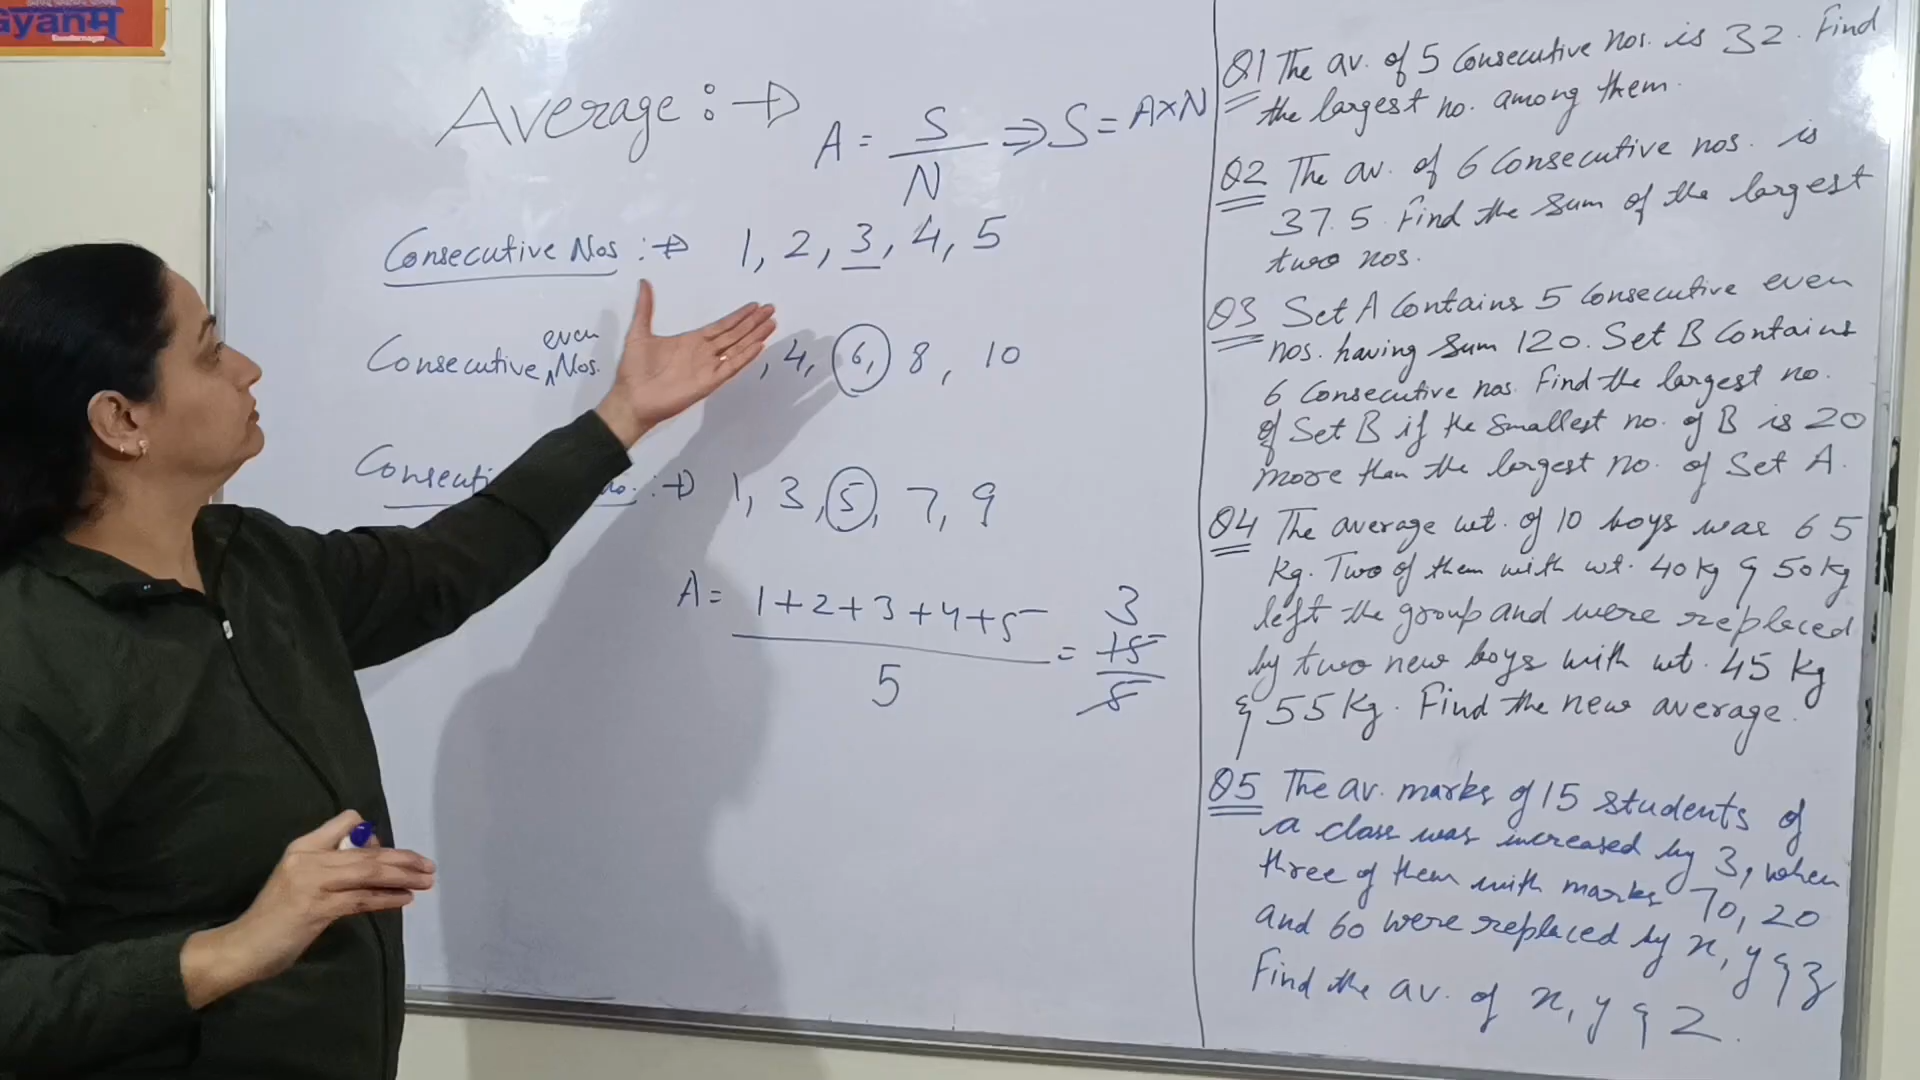 Gyanम
Sundernagar
Average :→
A = S/N ⇒ S = A×N
Consecutive Nos :→ 1, 2, 3, 4, 5
even
Consecutive ∧ Nos. , 4, 6, 8, 10
Consecuti no. :→ 1, 3, 5, 7, 9
A = 1+2+3+4+5 / 5 = 15/5 3
Q1 The av. of 5 Consecutive nos. is 32. Find
the largest no. among them.
Q2 The av. of 6 Consecutive nos. is
37.5. Find the sum of the largest
two nos.
Q3 Set A Contains 5 Consecutive even
nos. having sum 120. Set B Contains
6 Consecutive nos. Find the largest no.
of Set B if the smallest no. of B is 20
more than the largest no. of Set A.
Q4 The average wt. of 10 boys was 65
kg. Two of them with wt. 40kg & 50kg
left the group and were replaced
by two new boys with wt. 45 kg
& 55 Kg. Find the new average.
Q5 The av. marks of 15 students of
a class was increased by 3, when
three of them with marks 70, 20
and 60 were replaced by x, y & z
Find the av. of x, y & z.